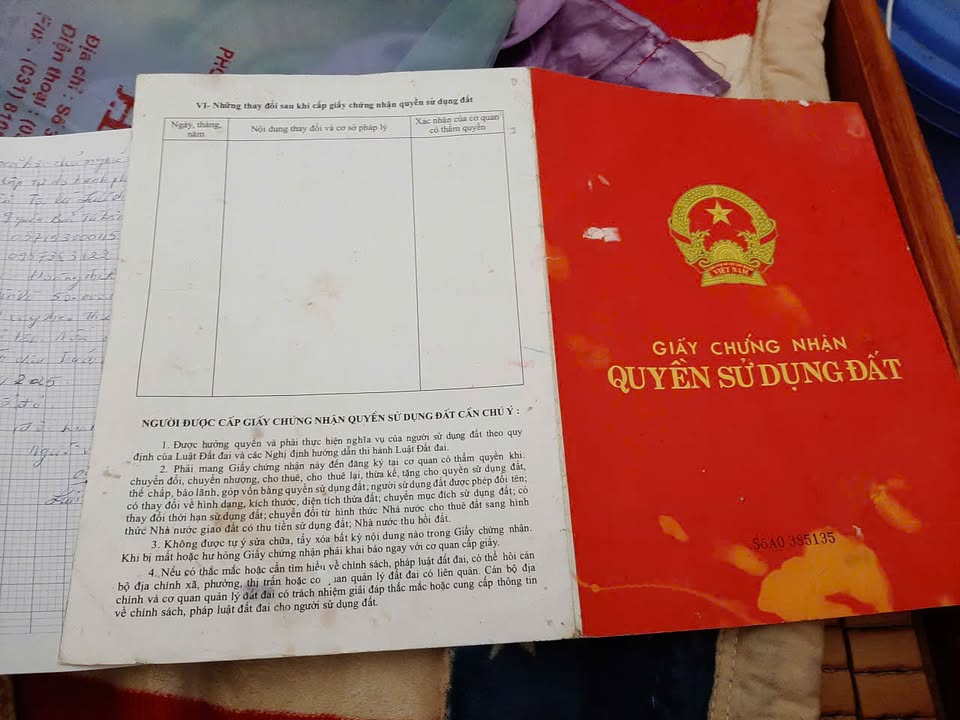 Địa chỉ : Số
Điện thoại : (0
Fax : (031) 81
PHÒ
VI- Những thay đổi sau khi cấp giấy chứng nhận quyền sử dụng đất
Ngày, tháng, năm
Nội dung thay đổi và cơ sở pháp lý
Xác nhận của cơ quan có thẩm quyền
NGƯỜI ĐƯỢC CẤP GIẤY CHỨNG NHẬN QUYỀN SỬ DỤNG ĐẤT CẦN CHÚ Ý :
1. Được hưởng quyền và phải thực hiện nghĩa vụ của người sử dụng đất theo quy
định của Luật Đất đai và các Nghị định hướng dẫn thi hành Luật Đất đai.
2. Phải mang Giấy chứng nhận này đến đăng ký tại cơ quan có thẩm quyền khi:
chuyển đổi, chuyển nhượng, cho thuê, cho thuê lại, thừa kế, tặng cho quyền sử dụng đất,
thế chấp, bảo lãnh, góp vốn bằng quyền sử dụng đất; người sử dụng đất được phép đổi tên;
có thay đổi về hình dạng, kích thước, diện tích thửa đất; chuyển mục đích sử dụng đất; có
thay đổi thời hạn sử dụng đất; chuyển đổi từ hình thức Nhà nước cho thuê đất sang hình
thức Nhà nước giao đất có thu tiền sử dụng đất; Nhà nước thu hồi đất.
3. Không được tự ý sửa chữa, tẩy xóa bất kỳ nội dung nào trong Giấy chứng nhận.
Khi bị mất hoặc hư hỏng Giấy chứng nhận phải khai báo ngay với cơ quan cấp giấy.
4. Nếu có thắc mắc hoặc cần tìm hiểu về chính sách, pháp luật đất đai, có thể hỏi cán
bộ địa chính xã, phường, thị trấn hoặc cơ quan quản lý đất đai có liên quan. Cán bộ địa
chính và cơ quan quản lý đất đai có trách nhiệm giải đáp thắc mắc hoặc cung cấp thông tin
về chính sách, pháp luật đất đai cho người sử dụng đất.
VIỆT NAM
GIẤY CHỨNG NHẬN
QUYỀN SỬ DỤNG ĐẤT
Số AO 385135